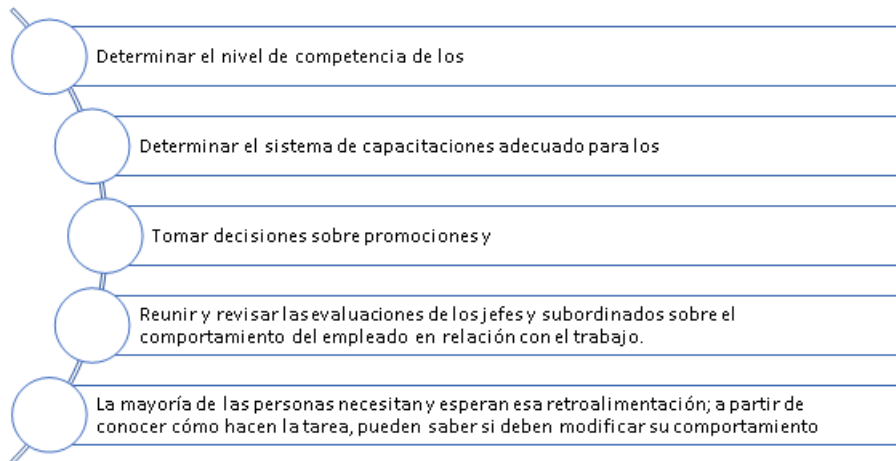 Determinar el nivel de competencia de los
Determinar el sistema de capacitaciones adecuado para los
Tomar decisiones sobre promociones y
Reunir y revisar las evaluaciones de los jefes y subordinados sobre el
comportamiento del empleado en relación con el trabajo.
La mayoría de las personas necesitan y esperan esa retroalimentación; a partir de
conocer cómo hacen la tarea, pueden saber si deben modificar su comportamiento